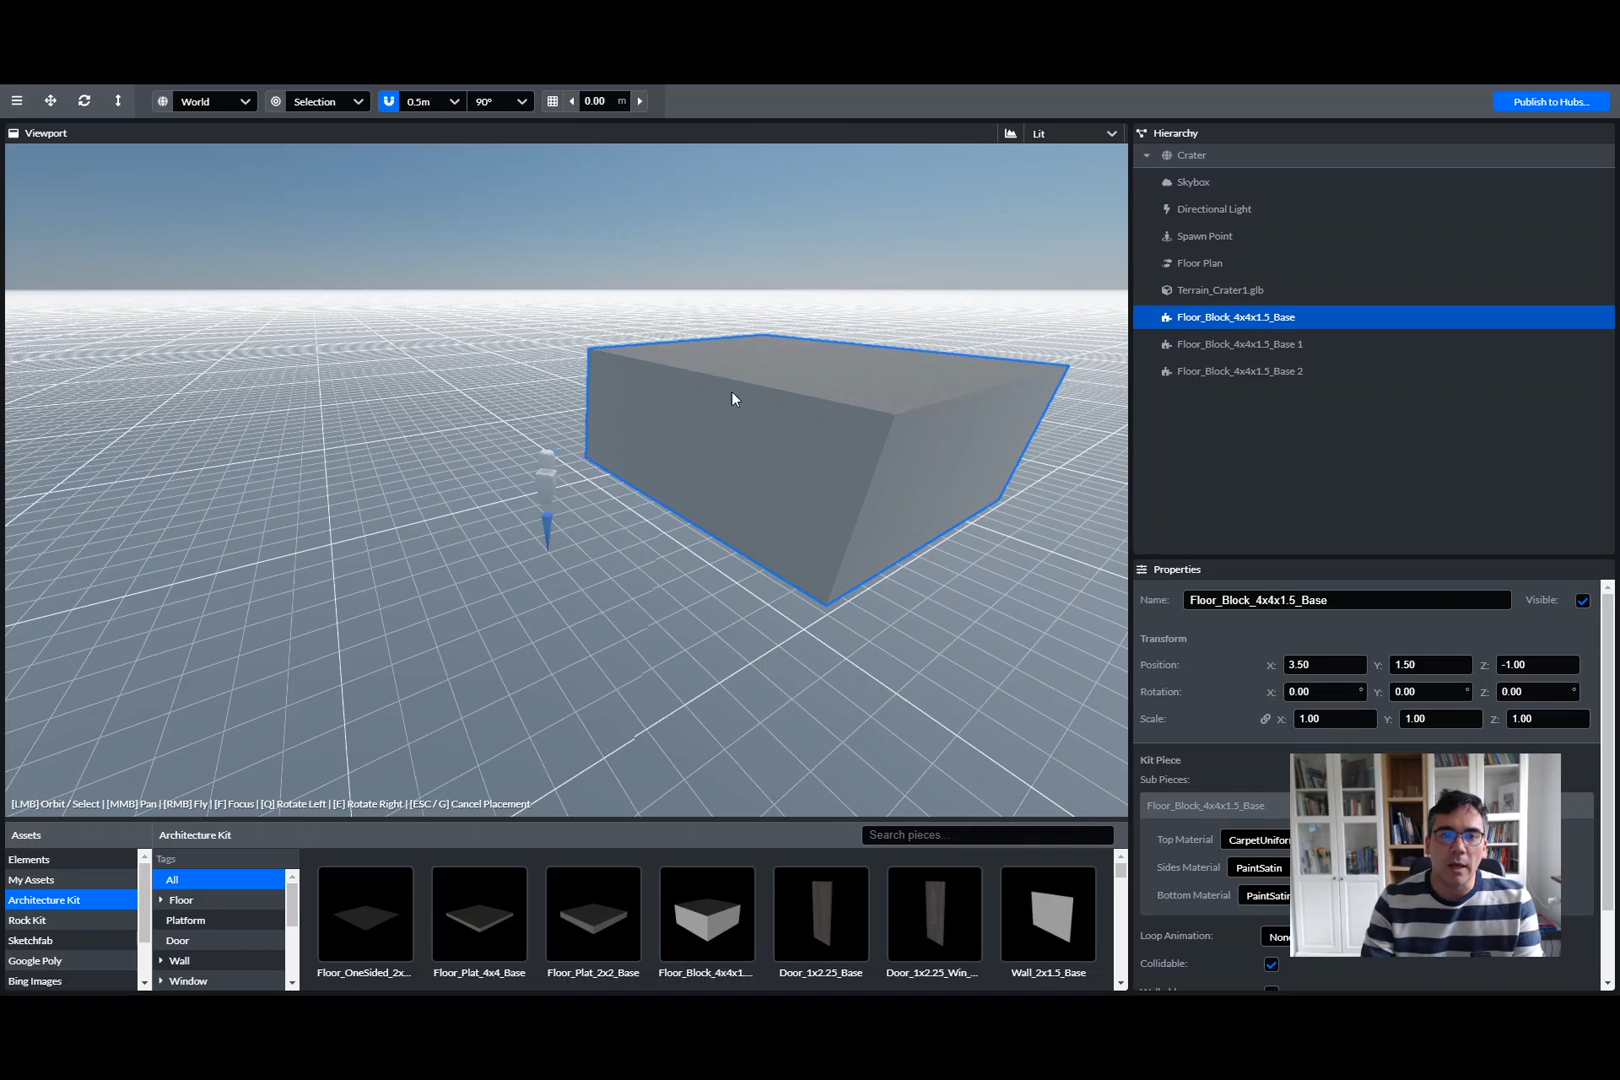 World
Selection
0.5m
90°
0.00 m
Publish to Hubs...
Viewport
Lit
Hierarchy
Crater
Skybox
Directional Light
Spawn Point
Floor Plan
Terrain_Crater1.glb
Floor_Block_4x4x1.5_Base
Floor_Block_4x4x1.5_Base 1
Floor_Block_4x4x1.5_Base 2
Properties
Name: Floor_Block_4x4x1.5_Base Visible:
Transform
Position: X: 3.50 Y: 1.50 Z: -1.00
Rotation: X: 0.00 ° Y: 0.00 ° Z: 0.00 °
Scale: X: 1.00 Y: 1.00 Z: 1.00
Kit Piece
Sub Pieces:
Floor_Block_4x4x1.5_Base
Top Material CarpetUniforn
Sides Material PaintSatin
Bottom Material PaintSatin
Loop Animation: None
Collidable:
[LMB] Orbit / Select | [MMB] Pan | [RMB] Fly | [F] Focus | [Q] Rotate Left | [E] Rotate Right | [ESC / G] Cancel Placement
Assets
Elements
My Assets
Architecture Kit
Rock Kit
Sketchfab
Google Poly
Bing Images
Architecture Kit
Search pieces...
Tags
All
Floor
Platform
Door
Wall
Window
Floor_OneSided_2x...
Floor_Plat_4x4_Base
Floor_Plat_2x2_Base
Floor_Block_4x4x1....
Door_1x2.25_Base
Door_1x2.25_Win_...
Wall_2x1.5_Base